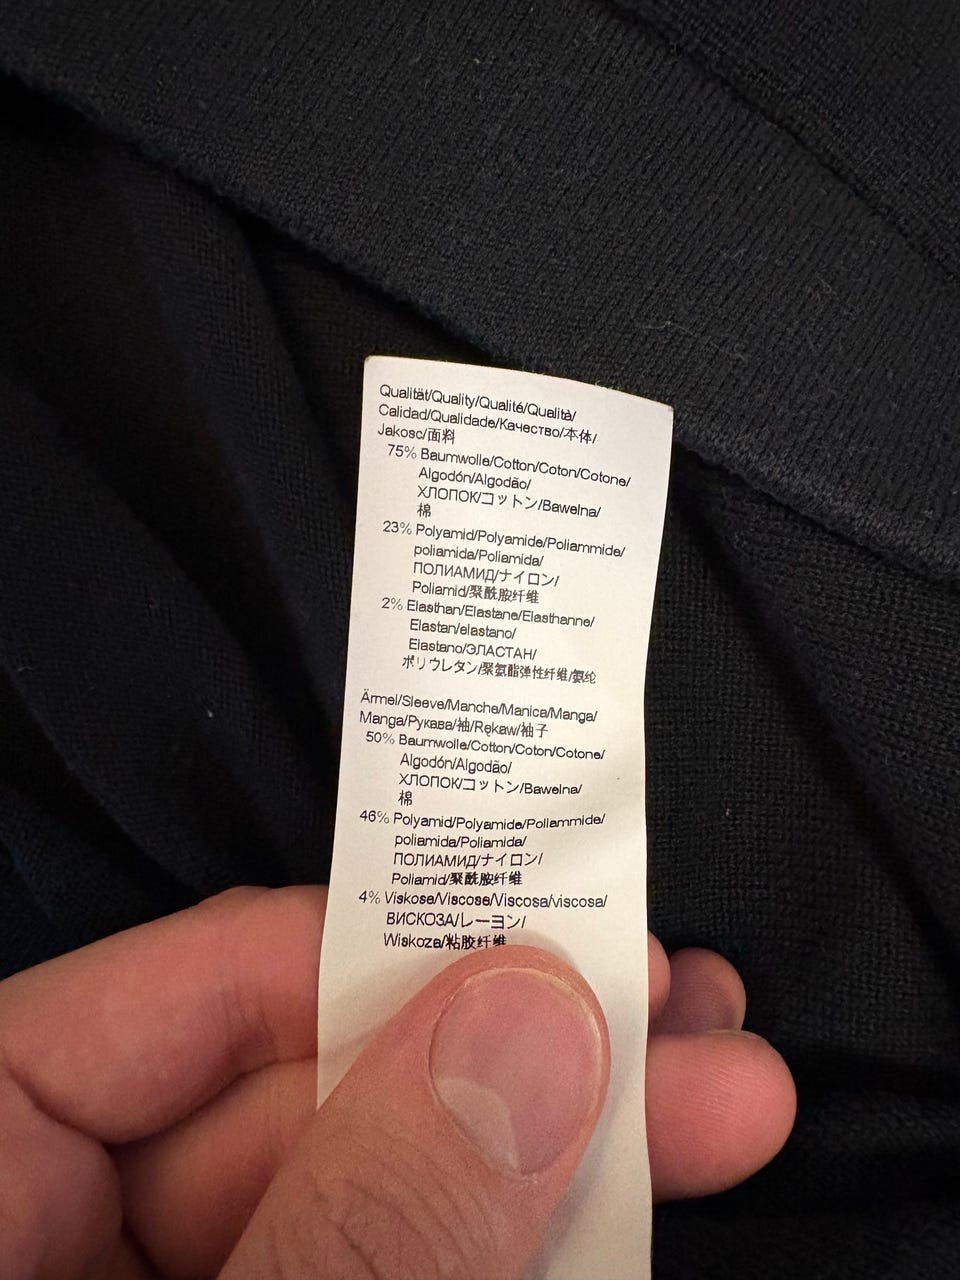 Qualität/Quality/Qualité/Qualità/
Calidad/Qualidade/Качество/本体/
Jakosc/面料
75% Baumwolle/Cotton/Coton/Cotone/
Algodón/Algodão/
ХЛОПОК/コットン/Bawelna/
棉
23% Polyamid/Polyamide/Poliammide/
poliamida/Poliamida/
ПОЛИАМИД/ナイロン/
Poliamid/聚酰胺纤维
2% Elasthan/Elastane/Elasthanne/
Elastan/elastano/
Elastano/ЭЛАСТАН/
ポリウレタン/聚氨酯弹性纤维/氨纶
Ärmel/Sleeve/Manche/Manica/Manga/
Manga/Рукава/袖/Rękaw/袖子
50% Baumwolle/Cotton/Coton/Cotone/
Algodón/Algodão/
ХЛОПОК/コットン/Bawelna/
棉
46% Polyamid/Polyamide/Poliammide/
poliamida/Poliamida/
ПОЛИАМИД/ナイロン/
Poliamid/聚酰胺纤维
4% Viskose/Viscose/Viscosa/viscosa/
ВИСКОЗА/レーヨン/
Wiskoza/粘胶纤维